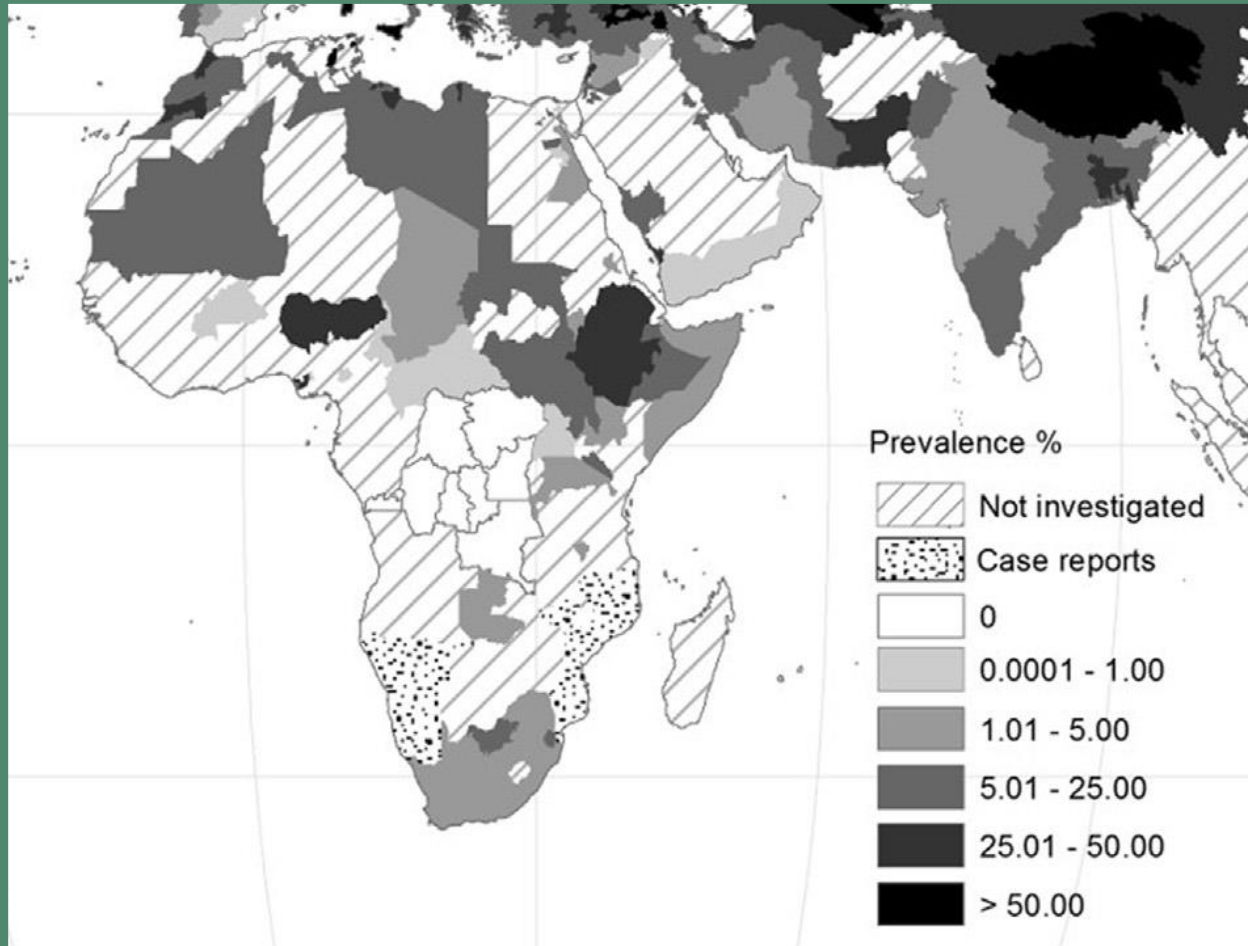 Prevalence %
Not investigated
Case reports
0
0.0001 - 1.00
1.01 - 5.00
5.01 - 25.00
25.01 - 50.00
> 50.00